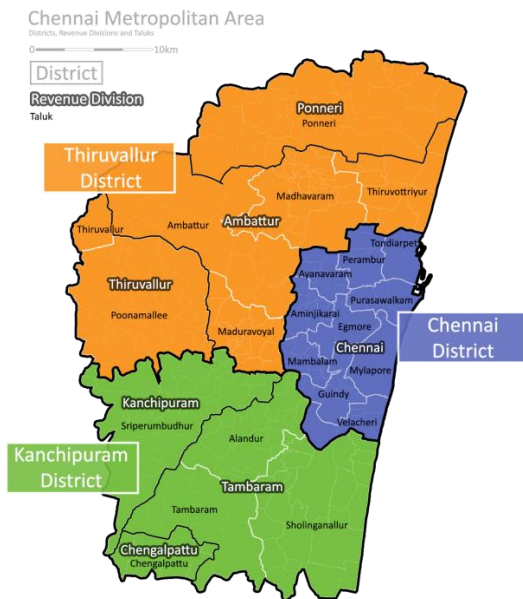 Chennai Metropolitan Area
Districts, Revenue Divisions and Taluks
0 10km
District
Revenue Division
Taluk
Ponneri
Ponneri
Thiruvallur
District
Madhavaram
Thiruvottriyur
Ambattur
Ambattur
Thiruvallur
Tondiarpet
Perambur
Ayanavaram
Thiruvallur
Purasawalkam
Poonamallee
Aminjikarai
Egmore
Maduravoyal
Chennai
Chennai
District
Mambalam
Mylapore
Guindy
Kanchipuram
Sriperumbudhur
Velacheri
Alandur
Kanchipuram
District
Tambaram
Tambaram
Sholinganallur
Chengalpattu
Chengalpattu